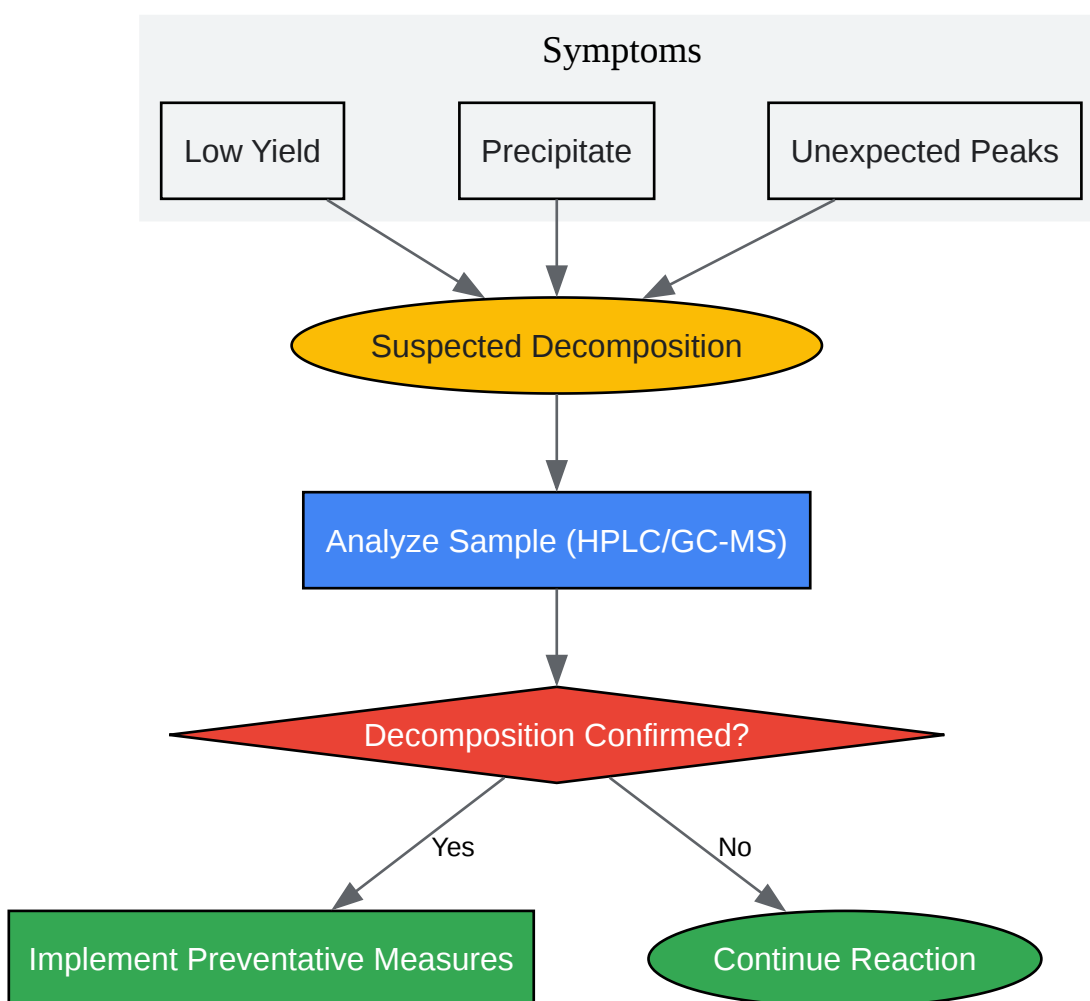 Symptoms
Low Yield
Precipitate
Unexpected Peaks
Suspected Decomposition
Analyze Sample (HPLC/GC-MS)
Decomposition Confirmed?
Yes
No
Implement Preventative Measures
Continue Reaction